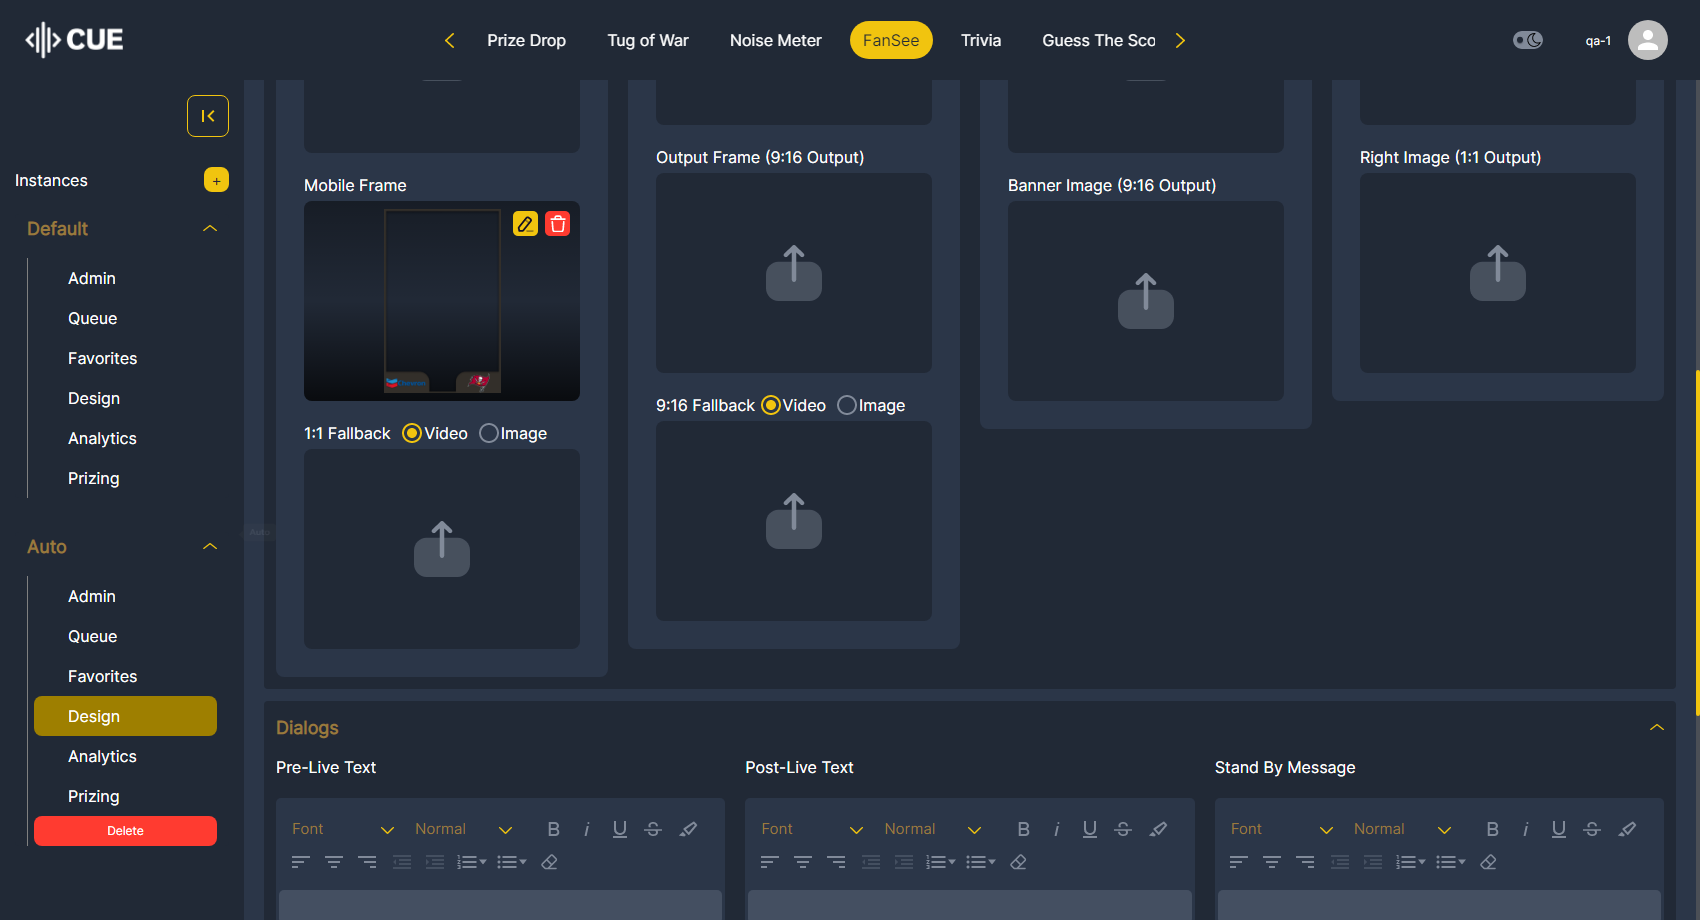 CUE
Prize Drop
Tug of War
Noise Meter
FanSee
Trivia
Guess The Sco
qa-1
Instances
+
Default
Admin
Queue
Favorites
Design
Analytics
Prizing
Auto
Admin
Queue
Favorites
Design
Analytics
Prizing
Delete
Mobile Frame
1:1 Fallback Video Image
Output Frame (9:16 Output)
9:16 Fallback Video Image
Banner Image (9:16 Output)
Right Image (1:1 Output)
Dialogs
Pre-Live Text
Font Normal B i U S
Post-Live Text
Font Normal B i U S
Stand By Message
Font Normal B i U S